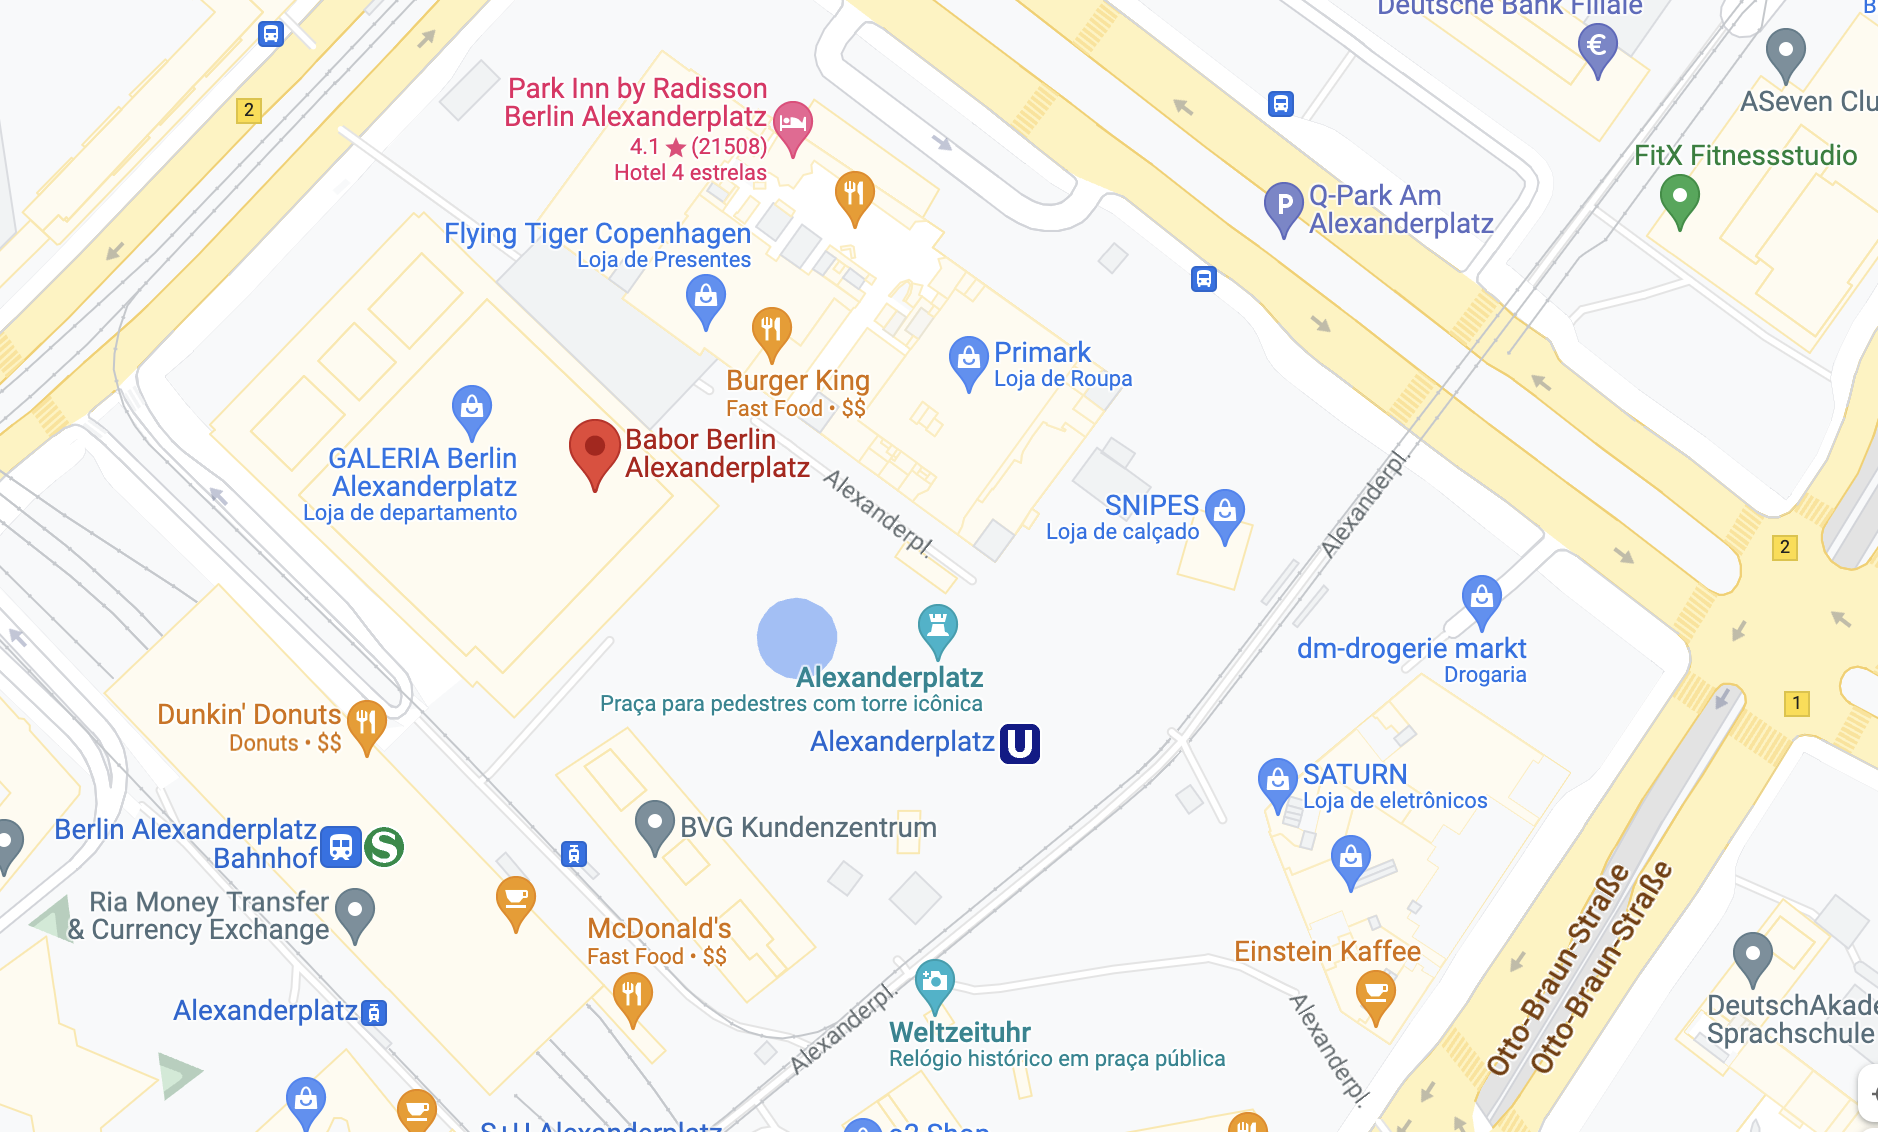 Deutsche Bank Filiale
B
€
ASeven Clu
2
Park Inn by Radisson
Berlin Alexanderplatz
4.1 ★ (21508)
Hotel 4 estrelas
FitX Fitnessstudio
P
Q-Park Am
Alexanderplatz
Flying Tiger Copenhagen
Loja de Presentes
Burger King
Fast Food • $$
Primark
Loja de Roupa
GALERIA Berlin
Alexanderplatz
Loja de departamento
Babor Berlin
Alexanderplatz
Alexanderpl.
SNIPES
Loja de calçado
Alexanderpl.
2
dm-drogerie markt
Drogaria
Alexanderplatz
Praça para pedestres com torre icônica
Alexanderplatz
U
1
Dunkin' Donuts
Donuts • $$
SATURN
Loja de eletrônicos
BVG Kundenzentrum
Berlin Alexanderplatz
Bahnhof
S
Ria Money Transfer
& Currency Exchange
McDonald's
Fast Food • $$
Einstein Kaffee
Otto-Braun-Straße
Otto-Braun-Straße
Alexanderplatz
Alexanderpl.
Weltzeituhr
Relógio histórico em praça pública
Alexanderpl.
DeutschAkade
Sprachschule
S+U Alexanderplatz
o2 Shop